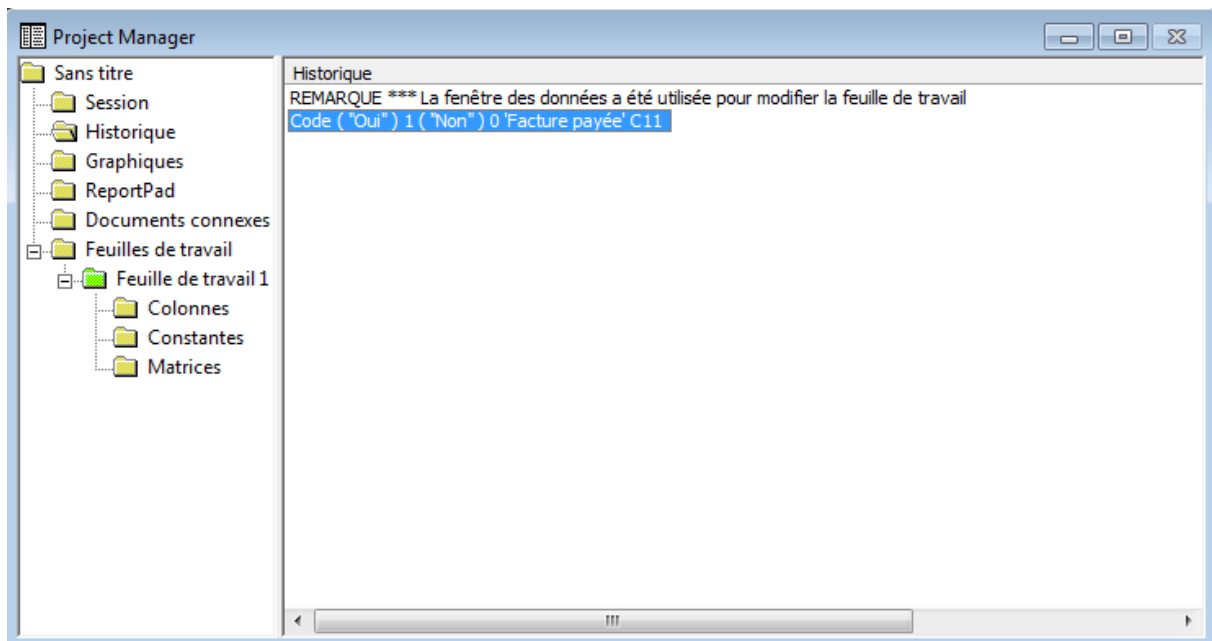 Project Manager
Sans titre
Session
Historique
Graphiques
ReportPad
Documents connexes
Feuilles de travail
Feuille de travail 1
Colonnes
Constantes
Matrices
Historique
REMARQUE *** La fenêtre des données a été utilisée pour modifier la feuille de travail
Code ( "Oui" ) 1 ( "Non" ) 0 'Facture payée' C11